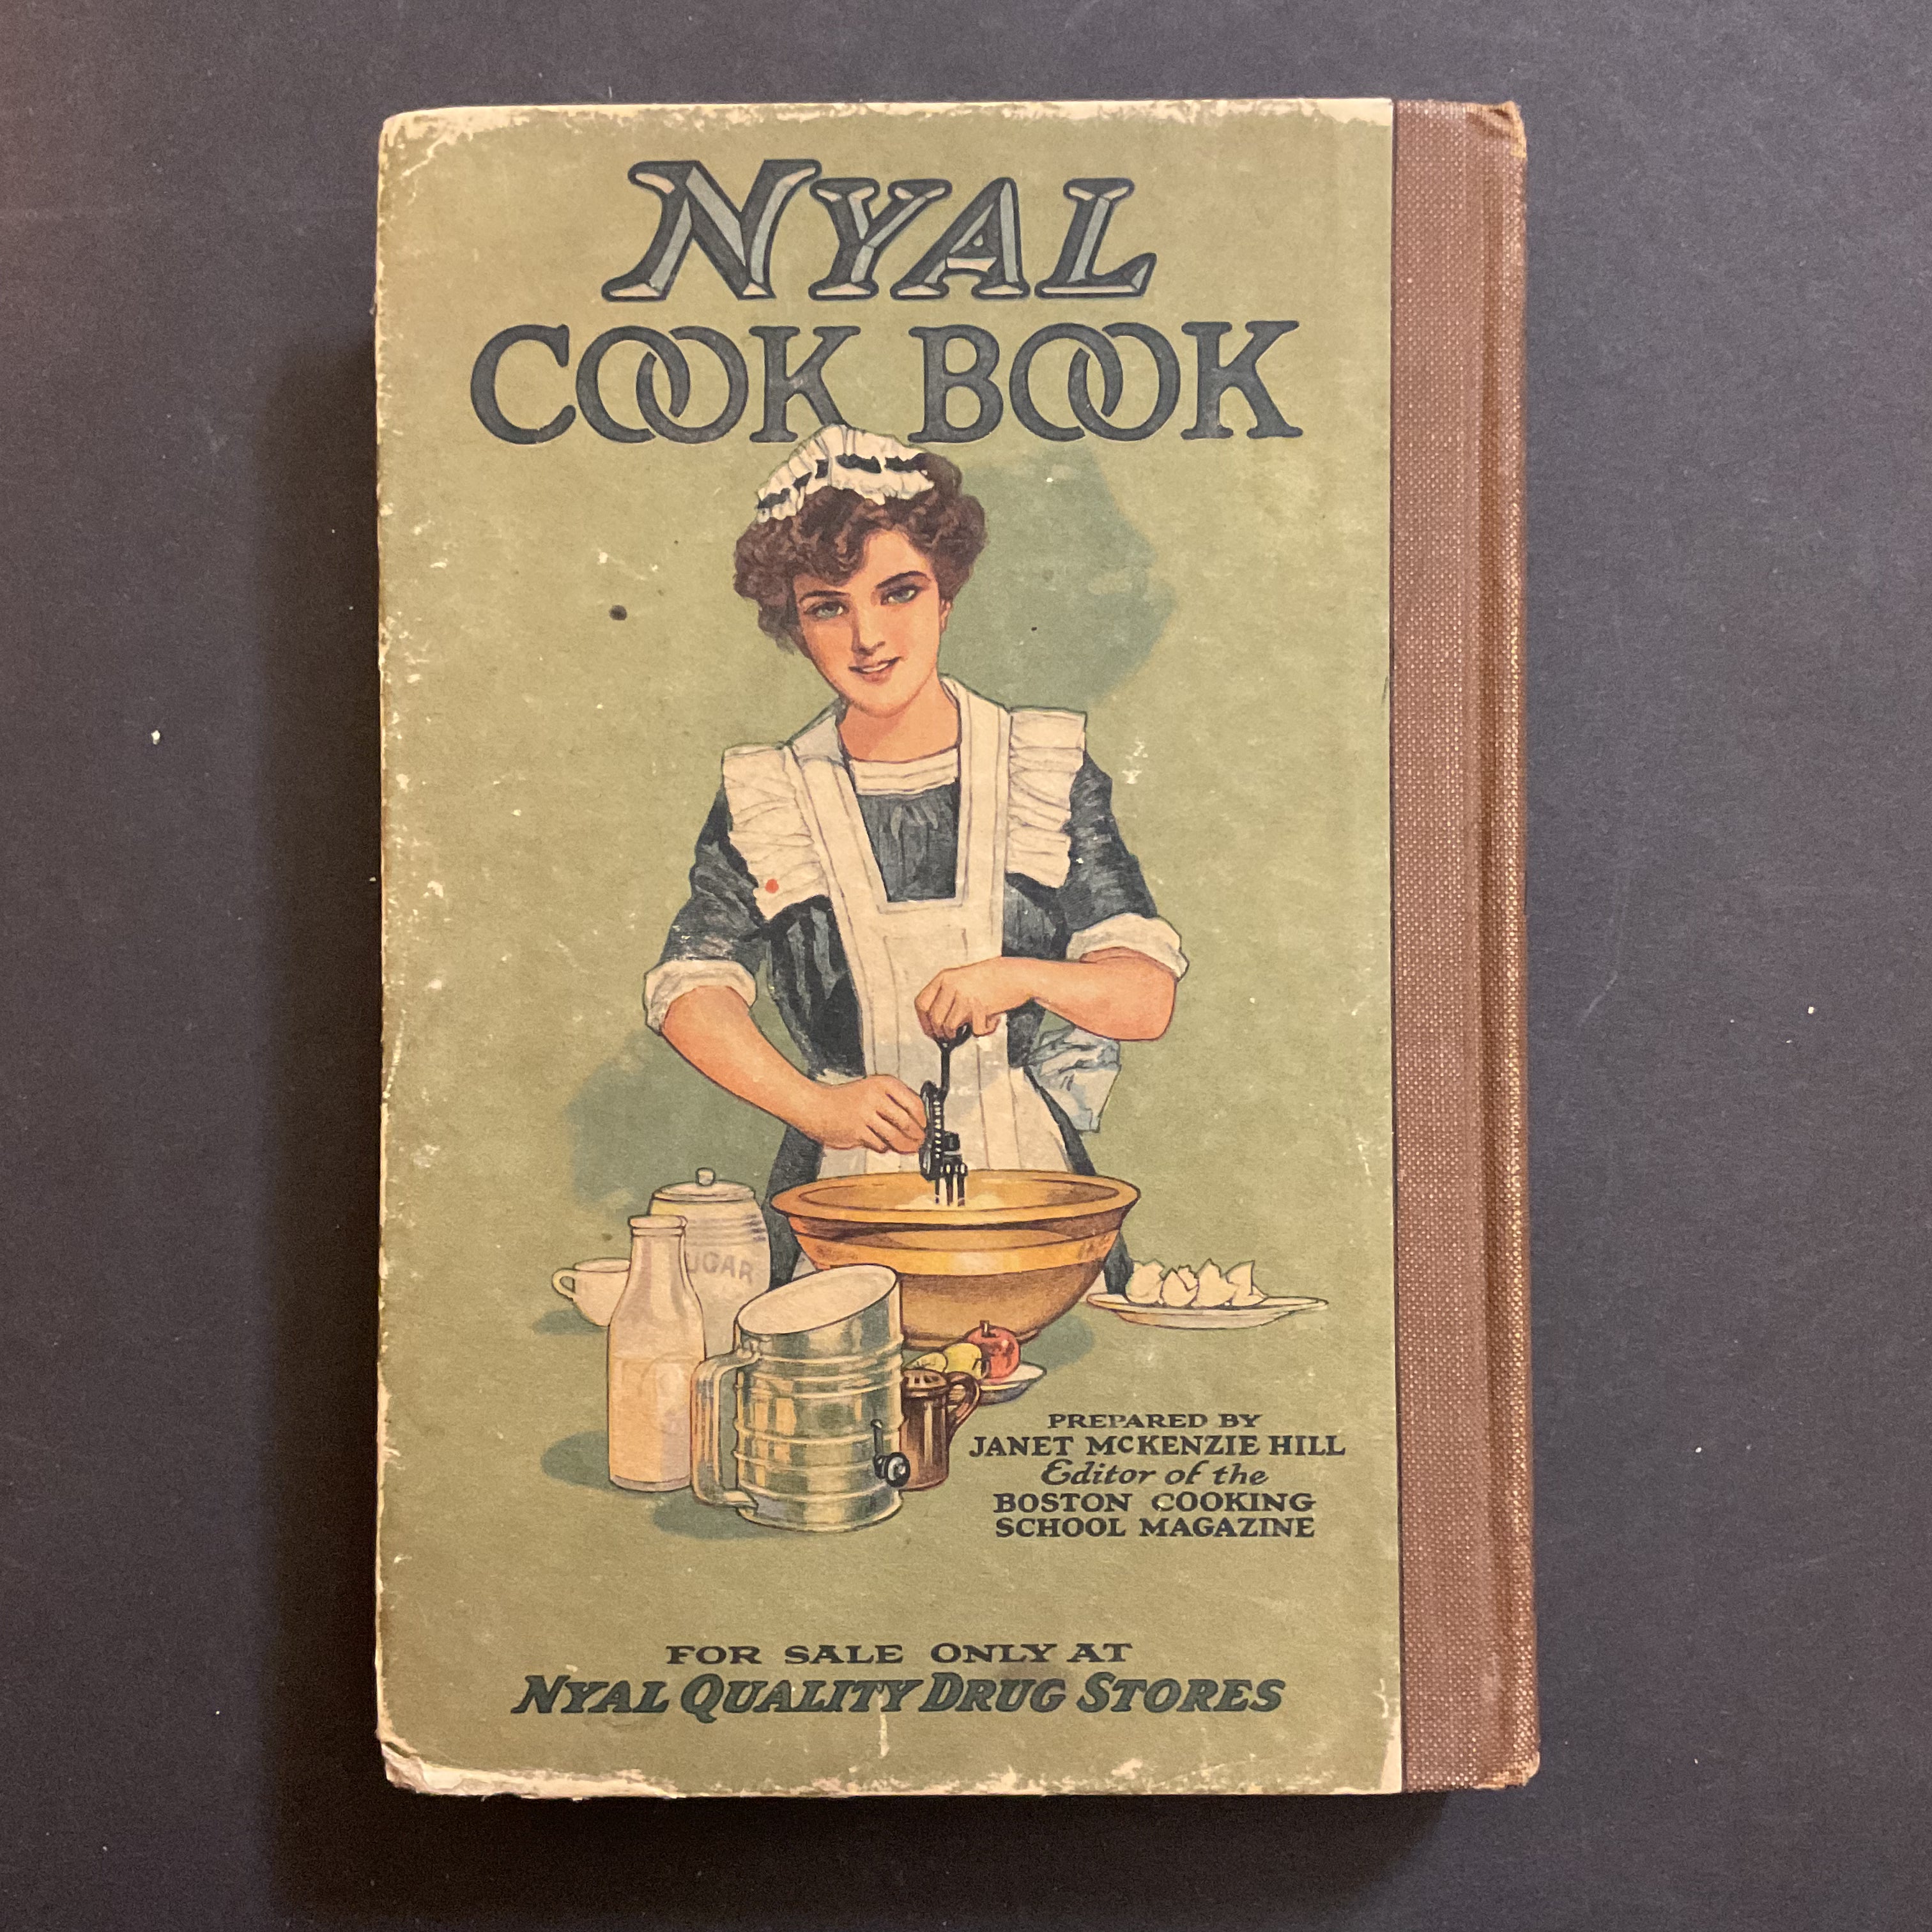 NYAL
COOK BOOK
UGAR
PREPARED BY
JANET MCKENZIE HILL
Editor of the
BOSTON COOKING
SCHOOL MAGAZINE
FOR SALE ONLY AT
NYAL QUALITY DRUG STORES